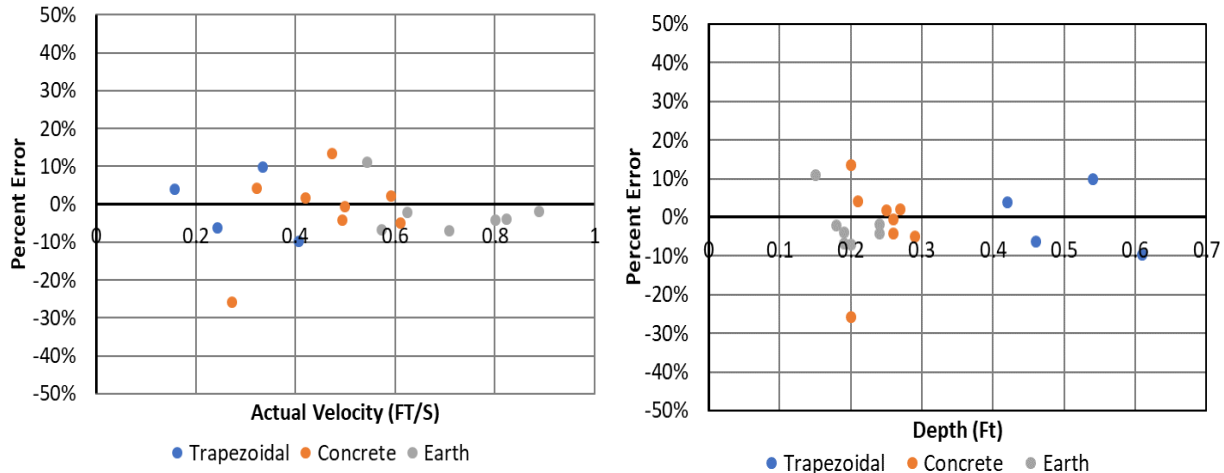 50%
40%
30%
20%
10%
0%
-10%
-20%
-30%
-40%
-50%
Percent Error
0 0.2 0.4 0.6 0.8 1
Actual Velocity (FT/S)
Trapezoidal Concrete Earth
50%
40%
30%
20%
10%
0%
-10%
-20%
-30%
-40%
-50%
Percent Error
0 0.1 0.2 0.3 0.4 0.5 0.6 0.7
Depth (Ft)
Trapezoidal Concrete Earth